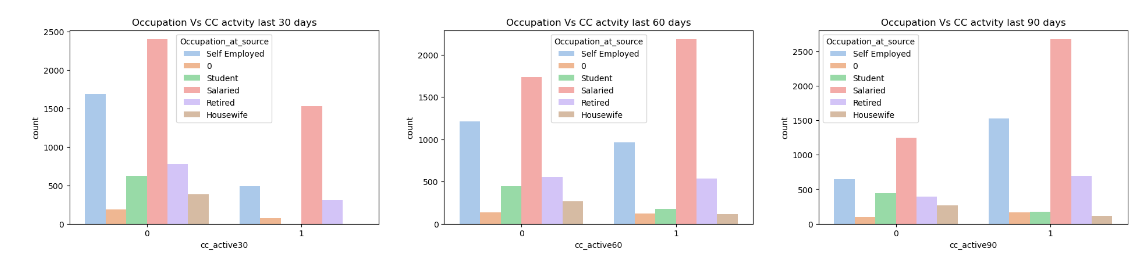 Occupation Vs CC actvity last 30 days
2500
2000
1500
1000
500
0
count
Occupation_at_source
Self Employed
0
Student
Salaried
Retired
Housewife
0
1
cc_active30
Occupation Vs CC actvity last 60 days
2000
1500
1000
500
0
count
Occupation_at_source
Self Employed
0
Student
Salaried
Retired
Housewife
0
1
cc_active60
Occupation Vs CC actvity last 90 days
2500
2000
1500
1000
500
0
count
Occupation_at_source
Self Employed
0
Student
Salaried
Retired
Housewife
0
1
cc_active90